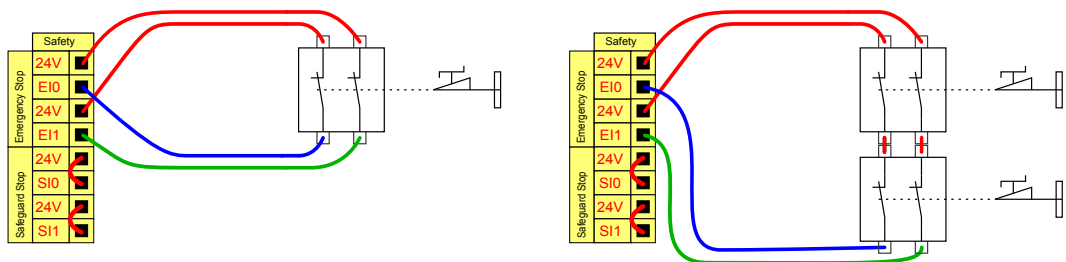 Safety
Emergency Stop
24V
EI0
24V
EI1
Safeguard Stop
24V
SI0
24V
SI1
Safety
Emergency Stop
24V
EI0
24V
EI1
Safeguard Stop
24V
SI0
24V
SI1